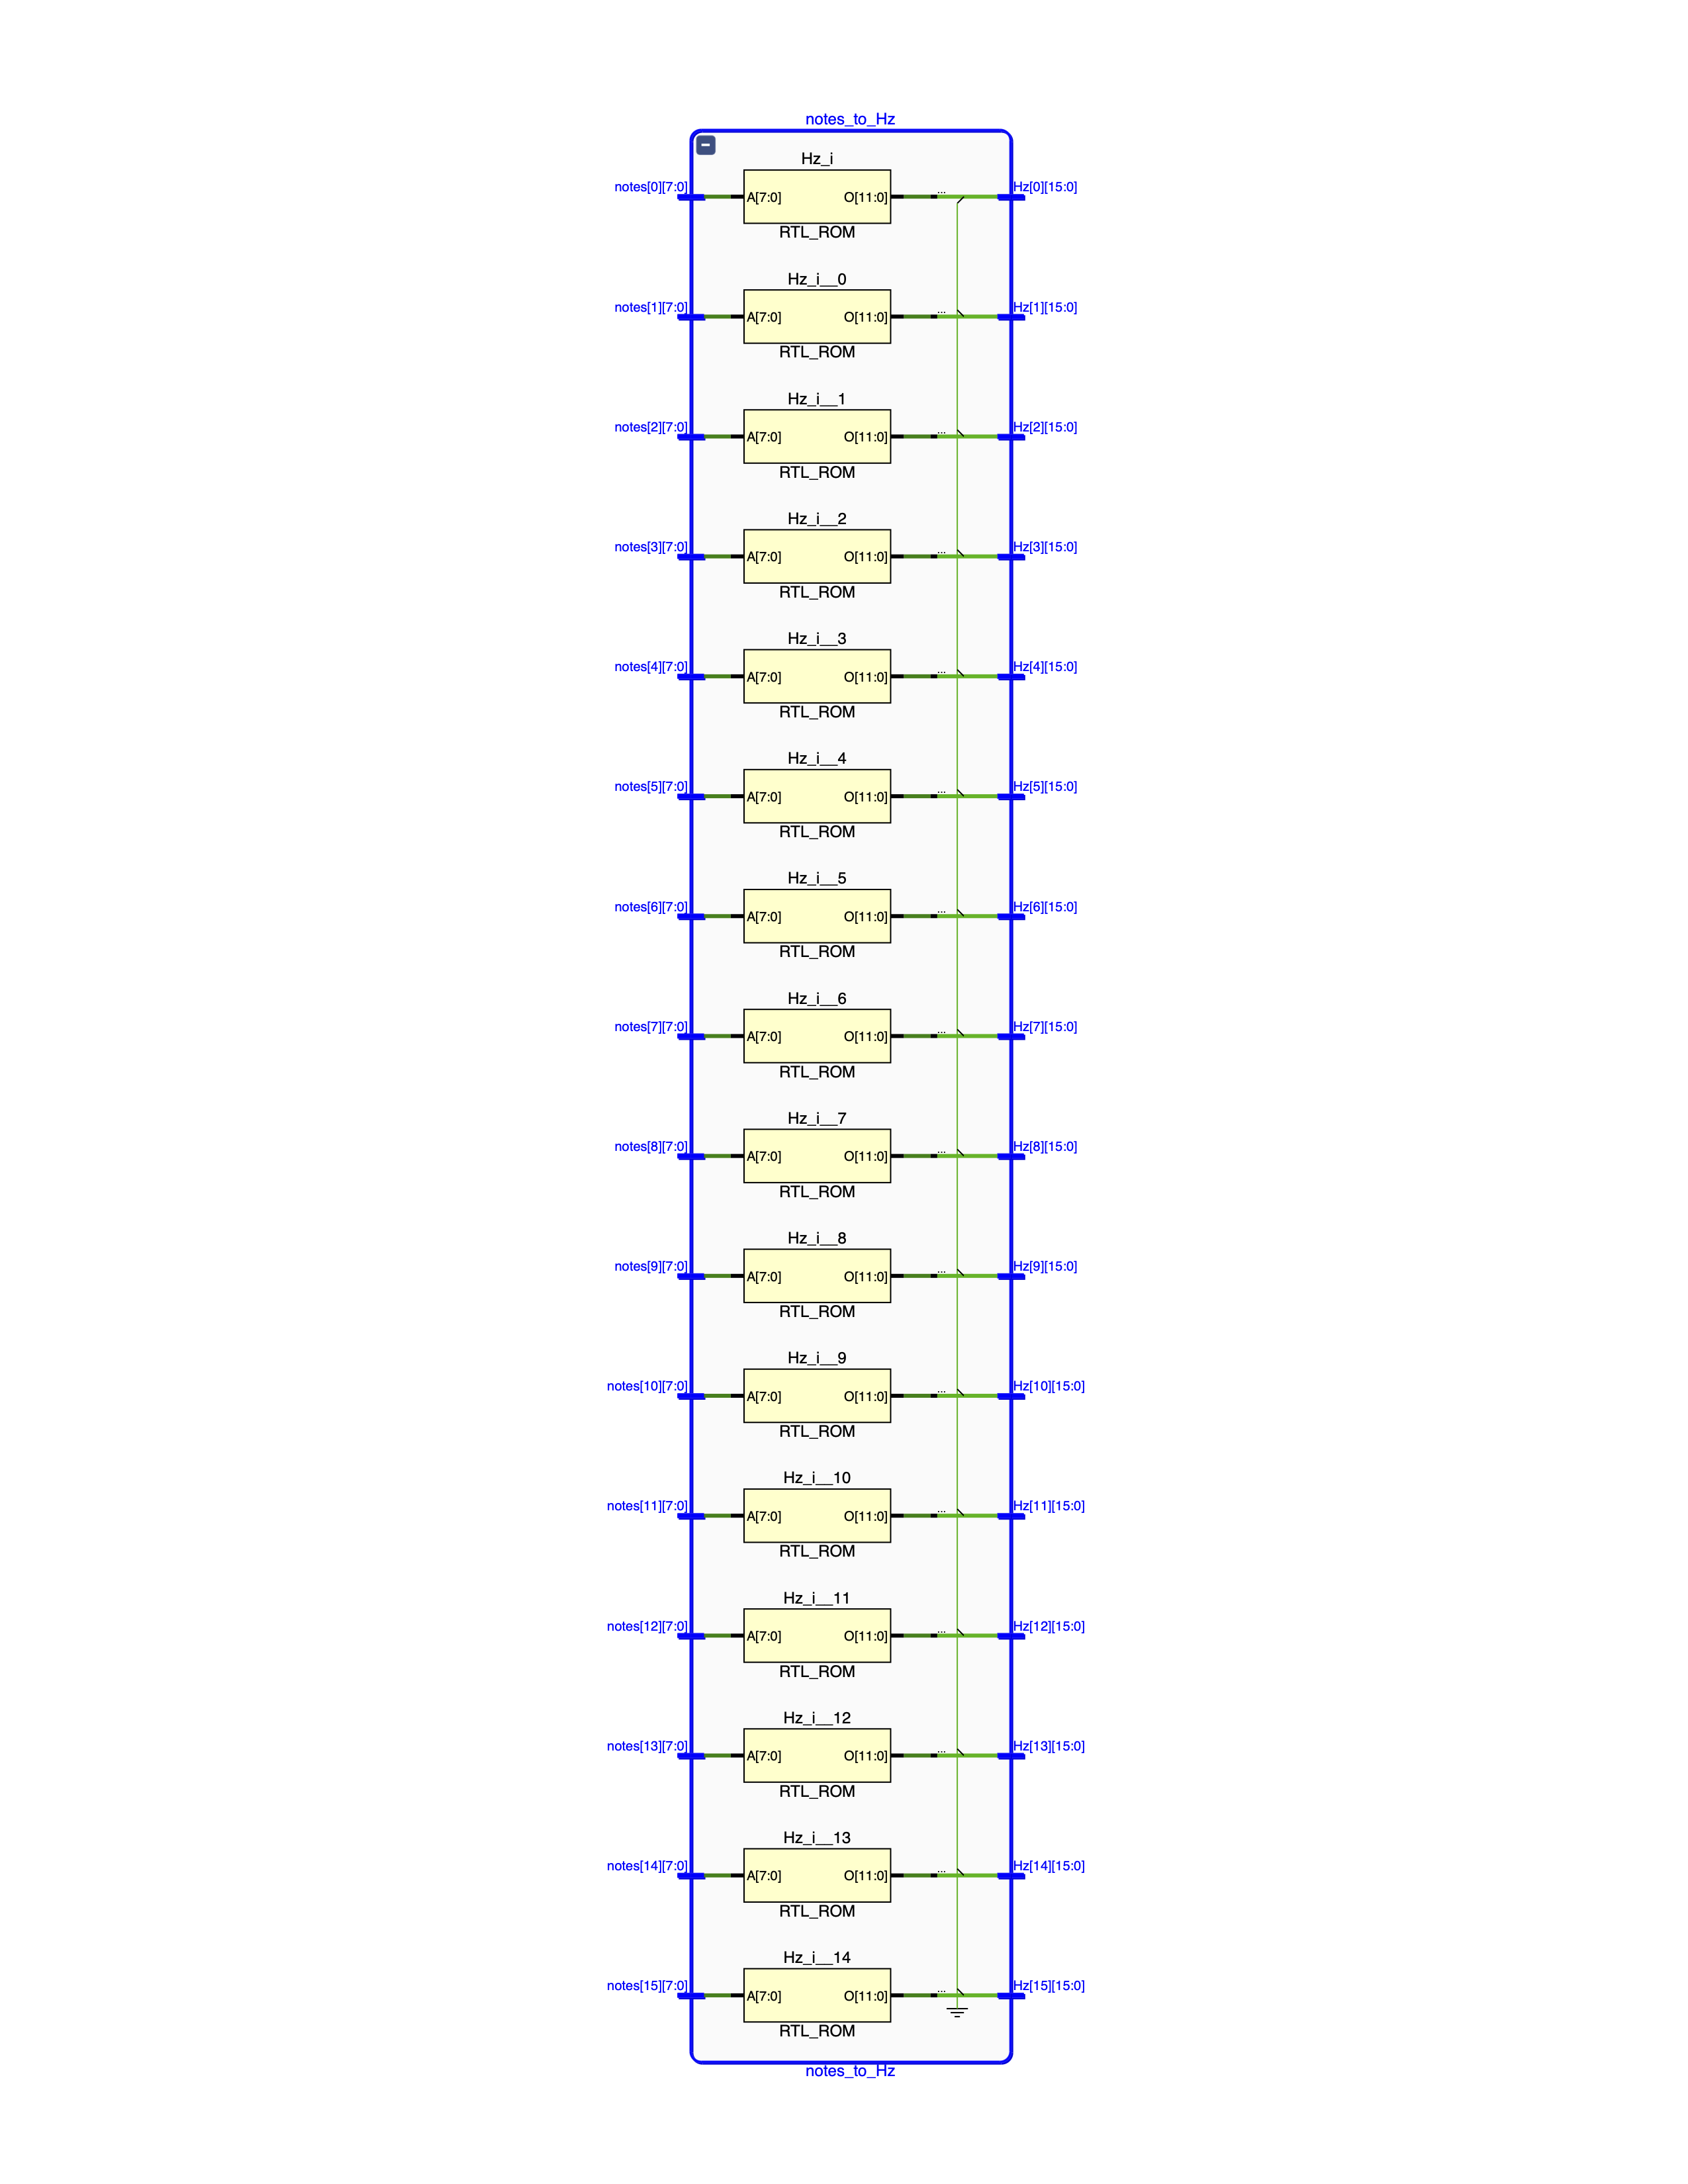 notes_to_Hz
Hz_i
notes[0][7:0] A[7:0] O[11:0] ... Hz[0][15:0]
RTL_ROM
Hz_i__0
notes[1][7:0] A[7:0] O[11:0] ... Hz[1][15:0]
RTL_ROM
Hz_i__1
notes[2][7:0] A[7:0] O[11:0] ... Hz[2][15:0]
RTL_ROM
Hz_i__2
notes[3][7:0] A[7:0] O[11:0] ... Hz[3][15:0]
RTL_ROM
Hz_i__3
notes[4][7:0] A[7:0] O[11:0] ... Hz[4][15:0]
RTL_ROM
Hz_i__4
notes[5][7:0] A[7:0] O[11:0] ... Hz[5][15:0]
RTL_ROM
Hz_i__5
notes[6][7:0] A[7:0] O[11:0] ... Hz[6][15:0]
RTL_ROM
Hz_i__6
notes[7][7:0] A[7:0] O[11:0] ... Hz[7][15:0]
RTL_ROM
Hz_i__7
notes[8][7:0] A[7:0] O[11:0] ... Hz[8][15:0]
RTL_ROM
Hz_i__8
notes[9][7:0] A[7:0] O[11:0] ... Hz[9][15:0]
RTL_ROM
Hz_i__9
notes[10][7:0] A[7:0] O[11:0] ... Hz[10][15:0]
RTL_ROM
Hz_i__10
notes[11][7:0] A[7:0] O[11:0] ... Hz[11][15:0]
RTL_ROM
Hz_i__11
notes[12][7:0] A[7:0] O[11:0] ... Hz[12][15:0]
RTL_ROM
Hz_i__12
notes[13][7:0] A[7:0] O[11:0] ... Hz[13][15:0]
RTL_ROM
Hz_i__13
notes[14][7:0] A[7:0] O[11:0] ... Hz[14][15:0]
RTL_ROM
Hz_i__14
notes[15][7:0] A[7:0] O[11:0] ... Hz[15][15:0]
RTL_ROM
notes_to_Hz